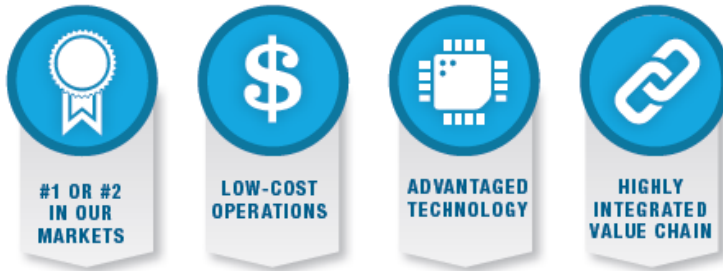 #1 OR #2
IN OUR
MARKETS
LOW-COST
OPERATIONS
ADVANTAGED
TECHNOLOGY
HIGHLY
INTEGRATED
VALUE CHAIN